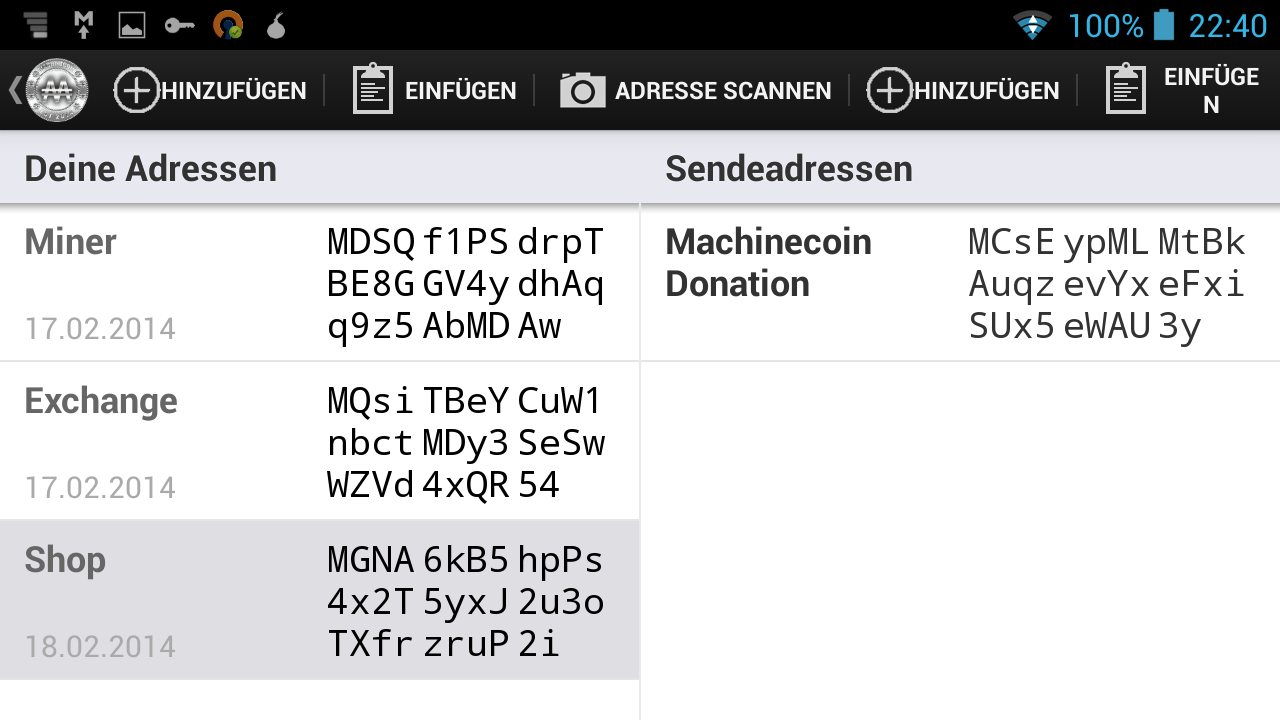 100% 22:40
HINZUFÜGEN EINFÜGEN ADRESSE SCANNEN HINZUFÜGEN EINFÜGE
N
Deine Adressen
Miner MDSQ f1PS drpT
BE8G GV4y dhAq
17.02.2014 q9z5 AbMD Aw
Exchange MQsi TBeY CuW1
nbct MDy3 SeSw
17.02.2014 WZVd 4xQR 54
Shop MGNA 6kB5 hpPs
4x2T 5yxJ 2u3o
18.02.2014 TXfr zruP 2i
Sendeadressen
Machinecoin MCsE ypML MtBk
Donation Auqz evYx eFxi
SUx5 eWAU 3y